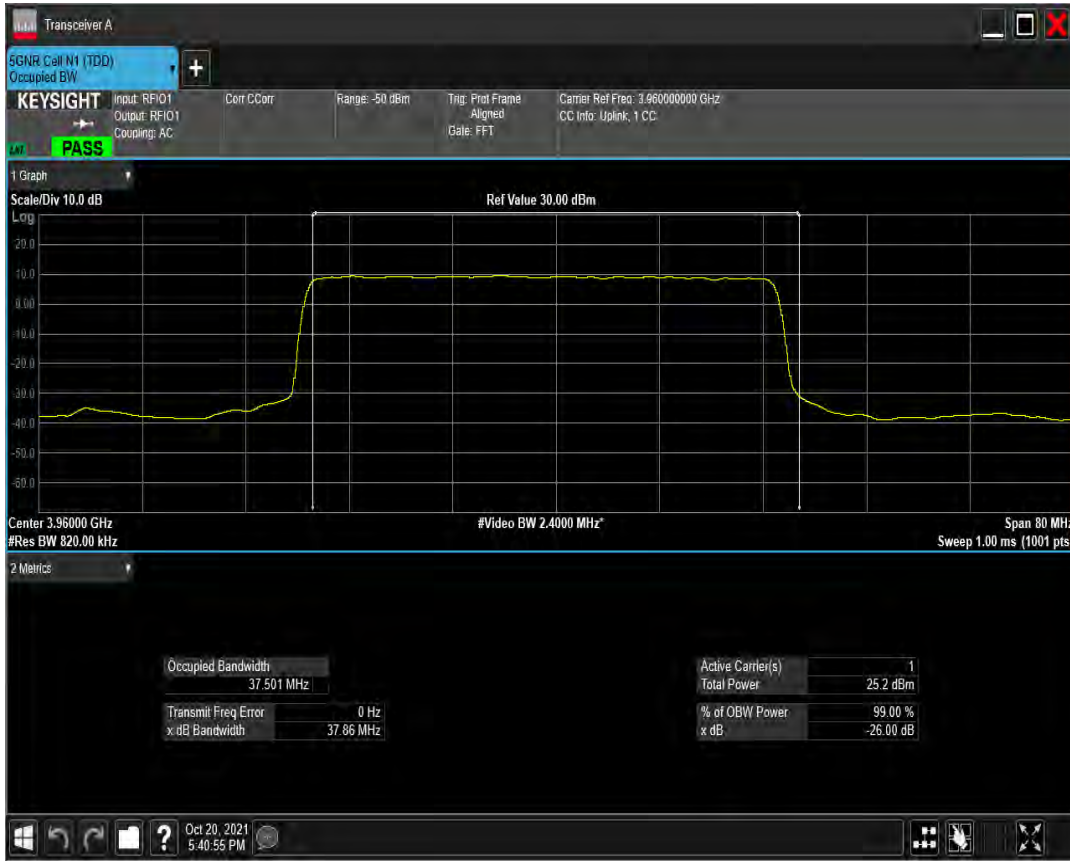 Transceiver A
5GNR Cell N1 (TDD)
Occupied BW
+
KEYSIGHT
Input: RFIO1
Output: RFIO1
Coupling: AC
Corr CCorr
Range: -50 dBm
Trig: Prot Frame
Aligned
Gate: FFT
Carrier Ref Freq: 3.960000000 GHz
CC Info: Uplink, 1 CC
PASS
1 Graph
Scale/Div 10.0 dB
Ref Value 30.00 dBm
Log
20.0
10.0
0.00
-10.0
-20.0
-30.0
-40.0
-50.0
-60.0
Center 3.96000 GHz
#Video BW 2.4000 MHz*
Span 80 MHz
#Res BW 820.00 kHz
Sweep 1.00 ms (1001 pts
2 Metrics
Occupied Bandwidth
37.501 MHz
Transmit Freq Error
0 Hz
x dB Bandwidth
37.86 MHz
Active Carrier(s)
1
Total Power
25.2 dBm
% of OBW Power
99.00 %
x dB
-26.00 dB
?
Oct 20, 2021
5:40:55 PM